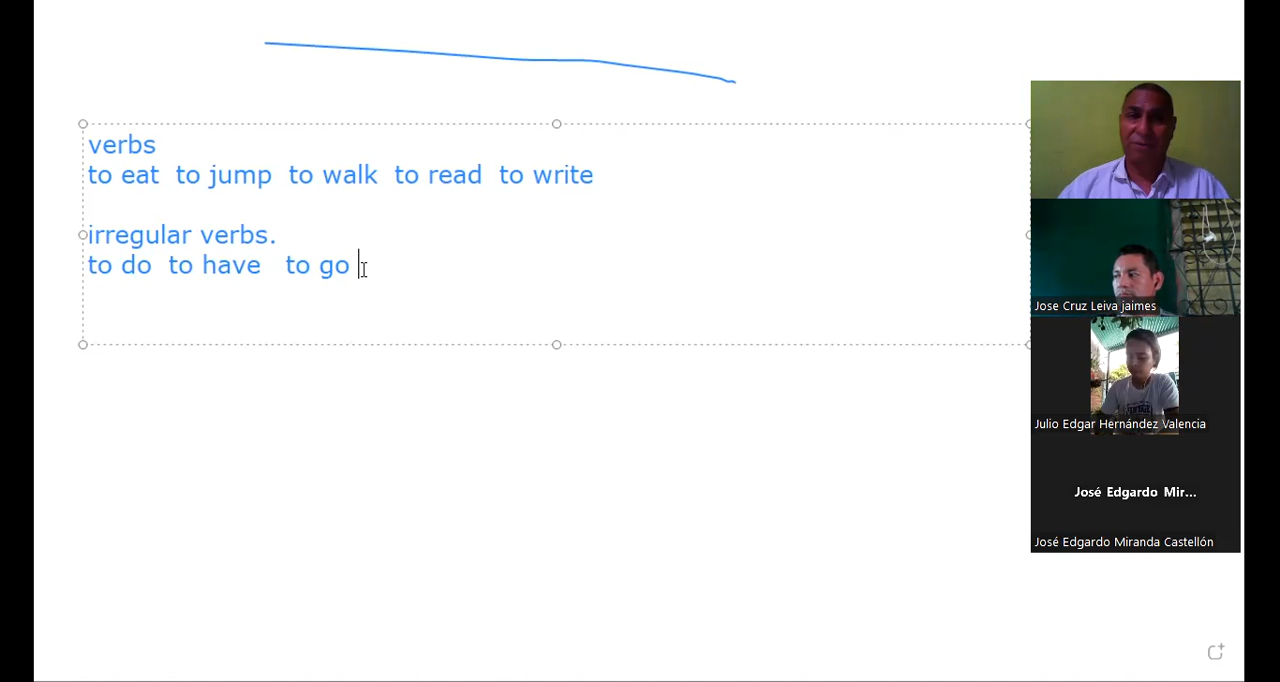 verbs
to eat  to jump  to walk  to read  to write
irregular verbs.
to do  to have   to go
Jose Cruz Leiva jaimes
Julio Edgar Hernández Valencia
José Edgardo Mir...
José Edgardo Miranda Castellón